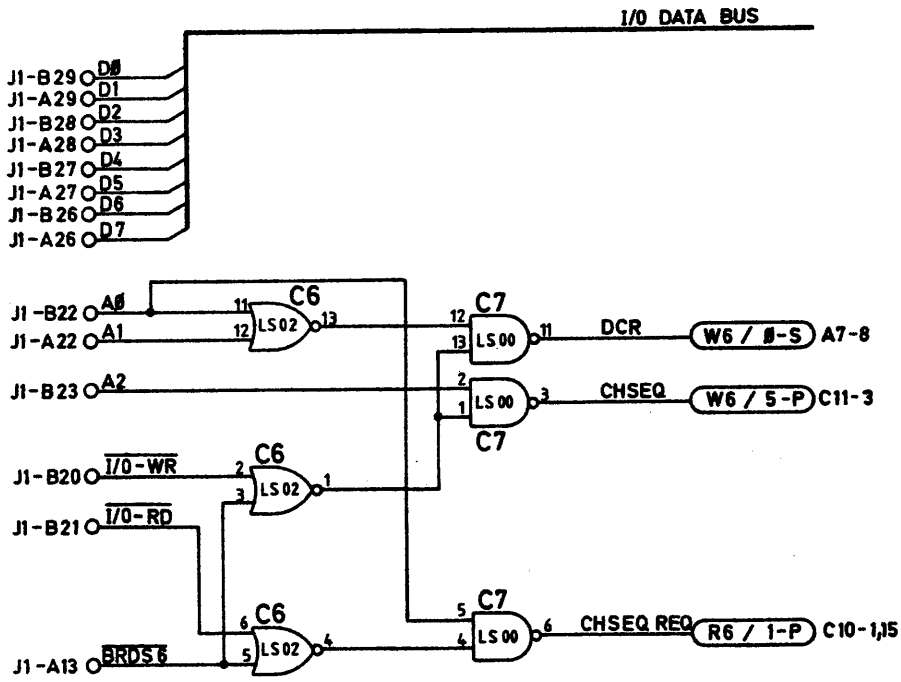 I/O DATA BUS
J1-B29 DØ
J1-A29 D1
J1-B28 D2
J1-A28 D3
J1-B27 D4
J1-A27 D5
J1-B26 D6
J1-A26 D7
J1-B22 AØ
J1-A22 A1
11 12 C6 LS02 13
12 13 C7 LS00 11
DCR W6 / Ø-S A7-8
J1-B23 A2
2 1 LS00 C7 3
CHSEQ W6 / 5-P C11-3
J1-B20 I/O-WR
2 3 C6 LS02 1
J1-B21 I/O-RD
J1-A13 BRDS6
6 5 C6 LS02 4
5 4 C7 LS00 6
CHSEQ REQ R6 / 1-P C10-1,15